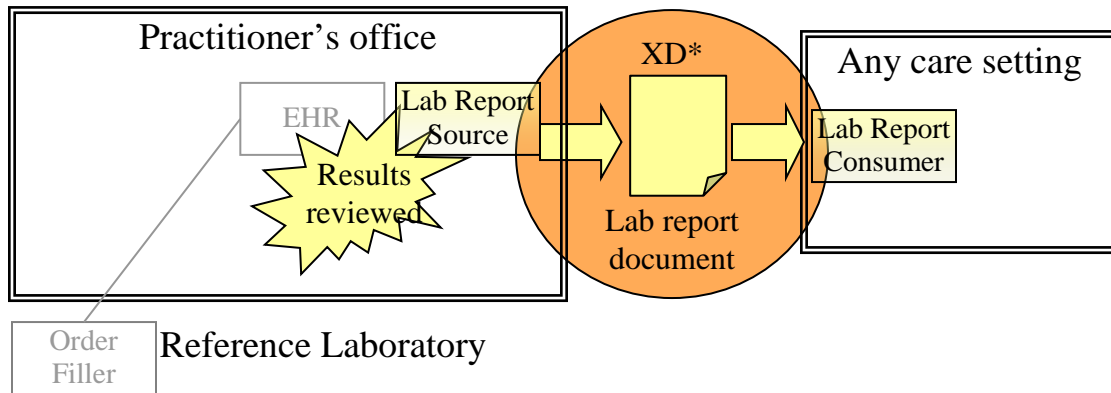 Practitioner's office
EHR
Lab Report
Source
Results
reviewed
XD*
Lab report
document
Any care setting
Lab Report
Consumer
Order
Filler
Reference Laboratory